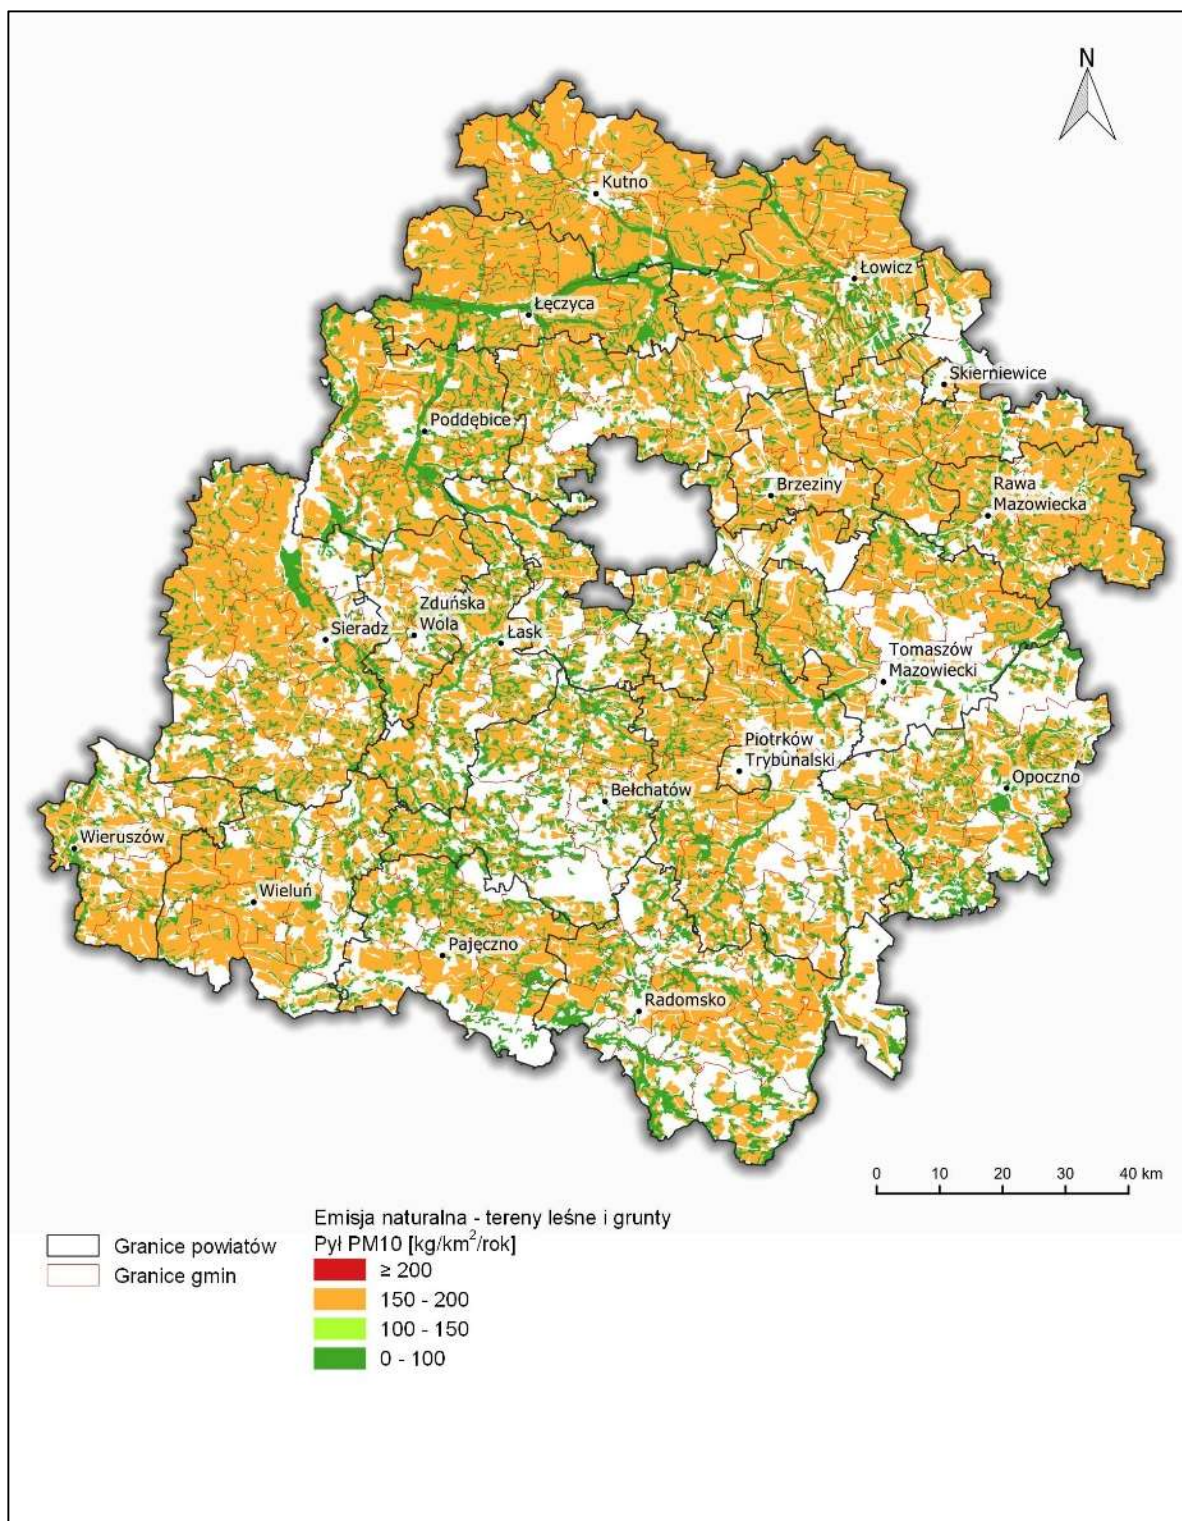 N
Kutno
Łowicz
Łęczyca
Skierniewice
Poddębice
Brzeziny
Rawa
Mazowiecka
Zduńska
Wola
Sieradz
Łask
Tomaszów
Mazowiecki
Piotrków
Trybunalski
Opoczno
Bełchatów
Wieruszów
Wieluń
Pajęczno
Radomsko
0 10 20 30 40 km
Emisja naturalna - tereny leśne i grunty
Pył PM10 [kg/km²/rok]
Granice powiatów
Granice gmin
≥ 200
150 - 200
100 - 150
0 - 100